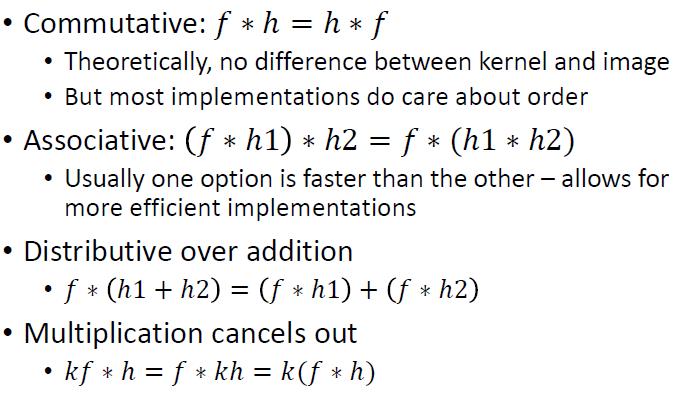 • Commutative: f ∗ h = h ∗ f
• Theoretically, no difference between kernel and image
• But most implementations do care about order
• Associative: (f ∗ h1) ∗ h2 = f ∗ (h1 ∗ h2)
• Usually one option is faster than the other – allows for
more efficient implementations
• Distributive over addition
• f ∗ (h1 + h2) = (f ∗ h1) + (f ∗ h2)
• Multiplication cancels out
• kf ∗ h = f ∗ kh = k(f ∗ h)